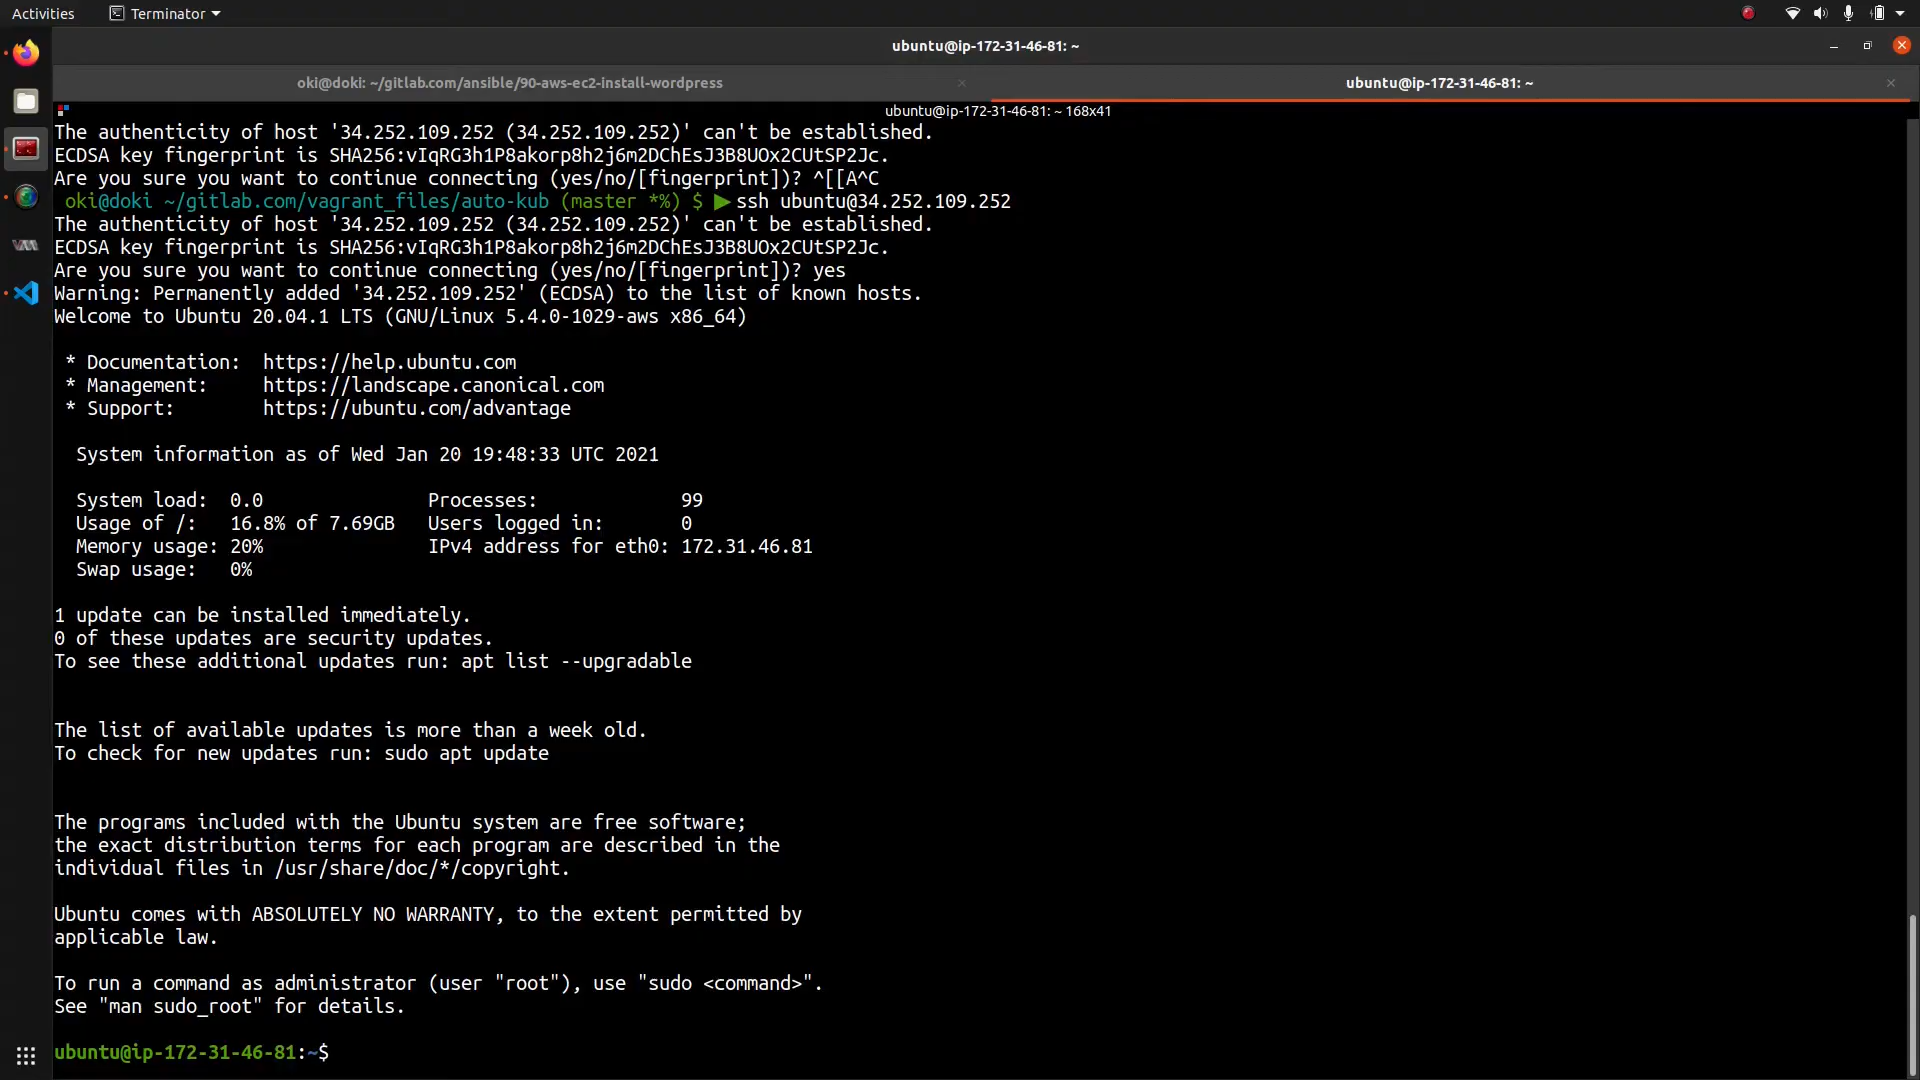 Activities Terminator
ubuntu@ip-172-31-46-81: ~
oki@doki: ~/gitlab.com/ansible/90-aws-ec2-install-wordpress ubuntu@ip-172-31-46-81: ~
ubuntu@ip-172-31-46-81: ~ 168x41
The authenticity of host '34.252.109.252 (34.252.109.252)' can't be established.
ECDSA key fingerprint is SHA256:vIqRG3h1P8akorp8h2j6m2DChEsJ3B8UOx2CUtSP2Jc.
Are you sure you want to continue connecting (yes/no/[fingerprint])? ^[[A^C
oki@doki ~/gitlab.com/vagrant_files/auto-kub (master *%) $ ▶ssh ubuntu@34.252.109.252
The authenticity of host '34.252.109.252 (34.252.109.252)' can't be established.
ECDSA key fingerprint is SHA256:vIqRG3h1P8akorp8h2j6m2DChEsJ3B8UOx2CUtSP2Jc.
Are you sure you want to continue connecting (yes/no/[fingerprint])? yes
Warning: Permanently added '34.252.109.252' (ECDSA) to the list of known hosts.
Welcome to Ubuntu 20.04.1 LTS (GNU/Linux 5.4.0-1029-aws x86_64)
* Documentation: https://help.ubuntu.com
* Management: https://landscape.canonical.com
* Support: https://ubuntu.com/advantage
System information as of Wed Jan 20 19:48:33 UTC 2021
System load: 0.0 Processes: 99
Usage of /: 16.8% of 7.69GB Users logged in: 0
Memory usage: 20% IPv4 address for eth0: 172.31.46.81
Swap usage: 0%
1 update can be installed immediately.
0 of these updates are security updates.
To see these additional updates run: apt list --upgradable
The list of available updates is more than a week old.
To check for new updates run: sudo apt update
The programs included with the Ubuntu system are free software;
the exact distribution terms for each program are described in the
individual files in /usr/share/doc/*/copyright.
Ubuntu comes with ABSOLUTELY NO WARRANTY, to the extent permitted by
applicable law.
To run a command as administrator (user "root"), use "sudo <command>".
See "man sudo_root" for details.
ubuntu@ip-172-31-46-81:~$